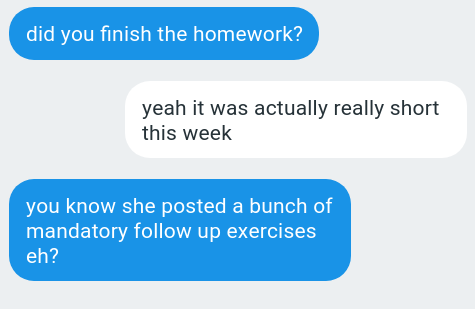 did you finish the homework?
yeah it was actually really short
this week
you know she posted a bunch of
mandatory follow up exercises
eh?